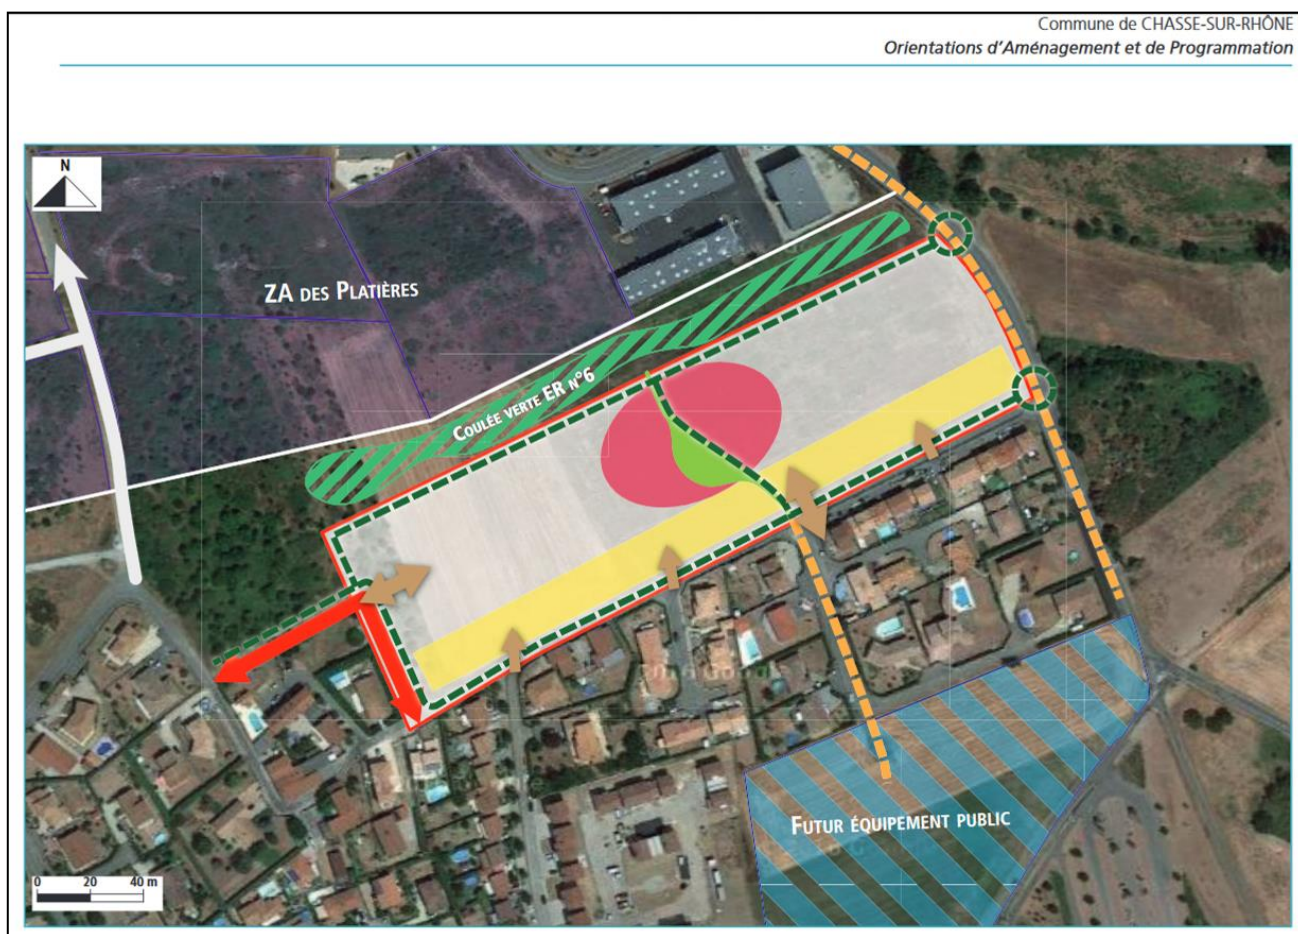 Commune de CHASSE-SUR-RHÔNE
Orientations d'Aménagement et de Programmation
N
ZA DES PLATIÈRES
COULÉE VERTE ER N°6
FUTUR ÉQUIPEMENT PUBLIC
0 20 40 m